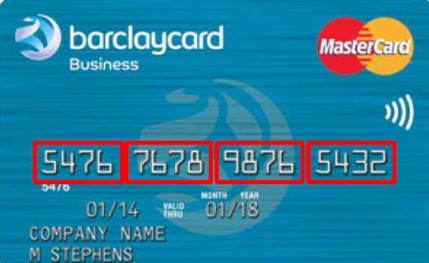 barclaycard
Business
MasterCard
5476 7678 9876 5432
5476
MONTH YEAR
01/14 VALID THRU 01/18
COMPANY NAME
M STEPHENS